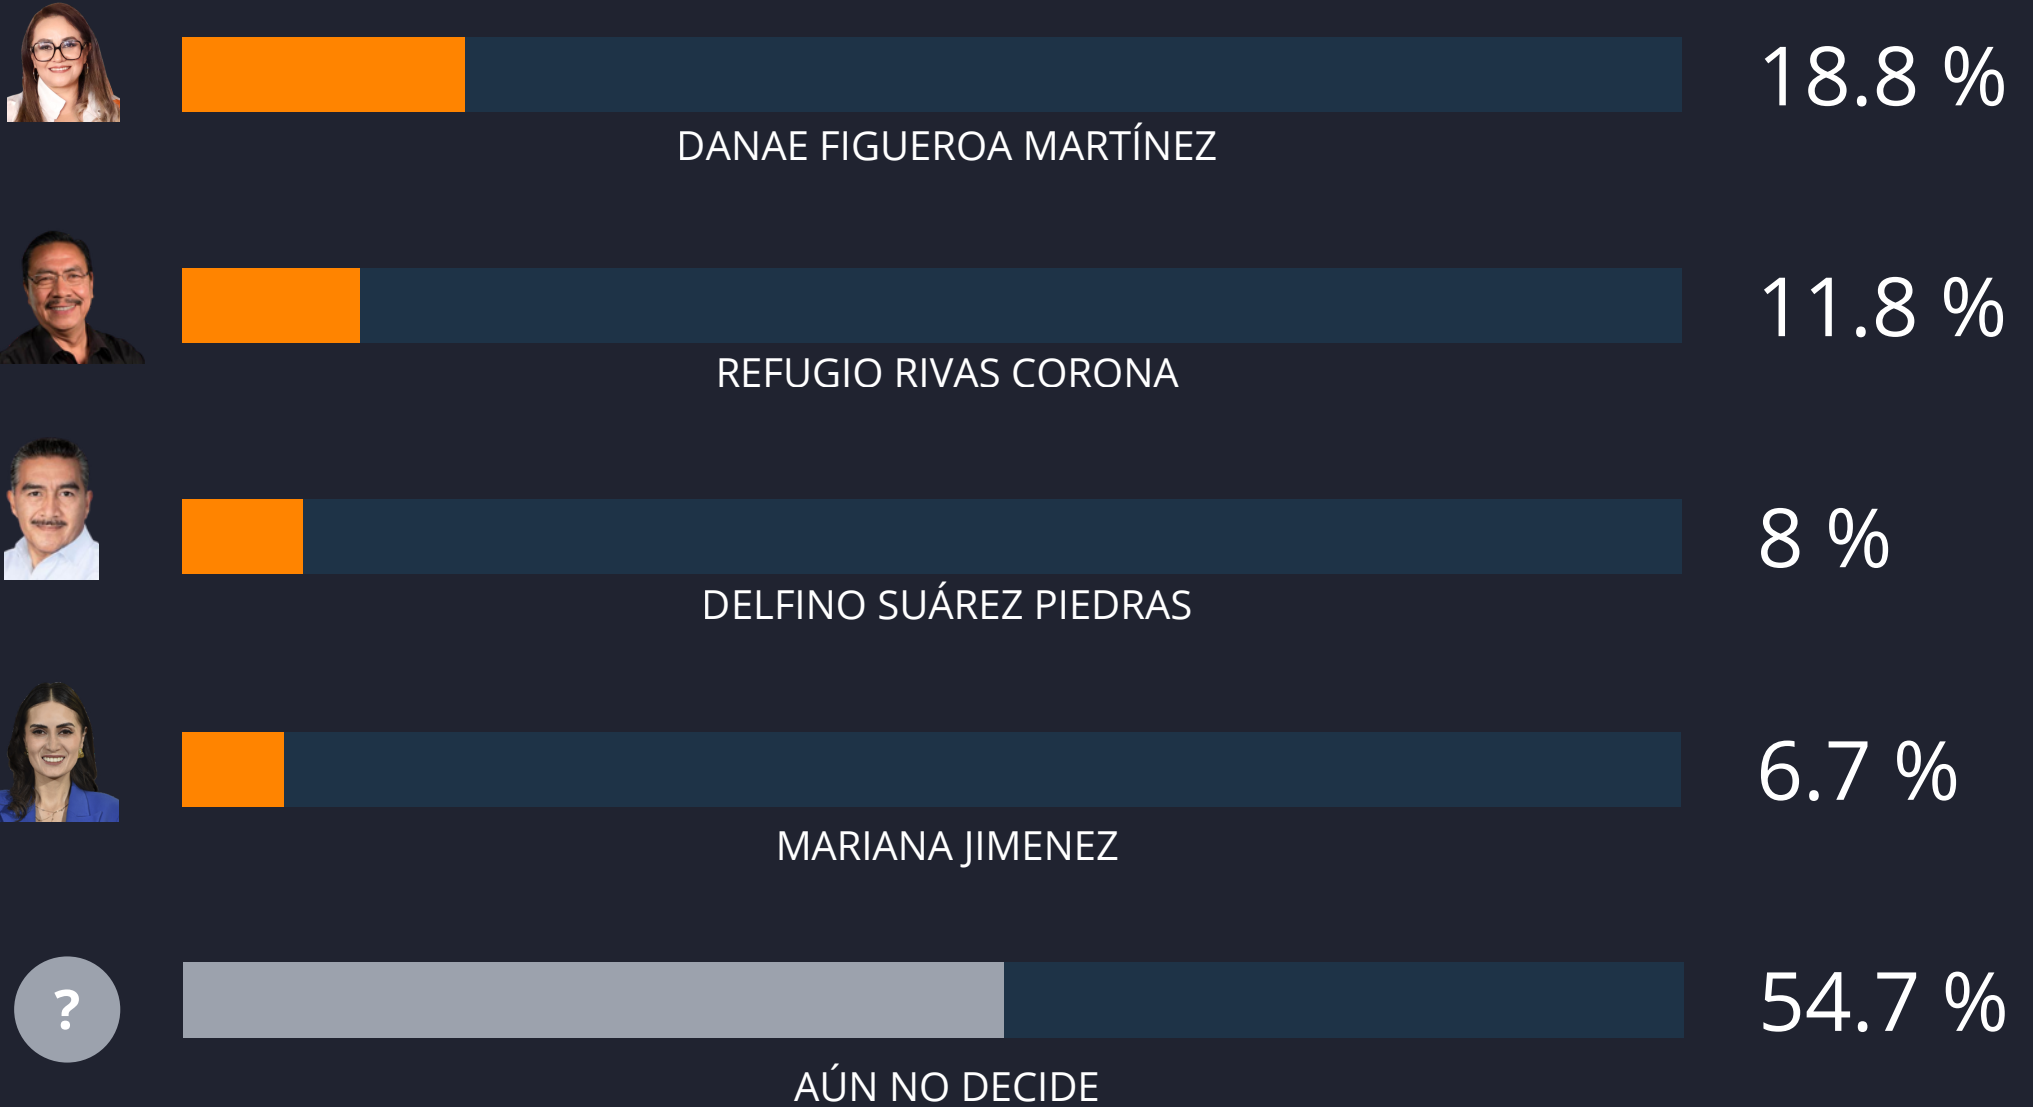 18.8 %
DANAE FIGUEROA MARTÍNEZ
11.8 %
REFUGIO RIVAS CORONA
8 %
DELFINO SUÁREZ PIEDRAS
6.7 %
MARIANA JIMENEZ
?
54.7 %
AÚN NO DECIDE